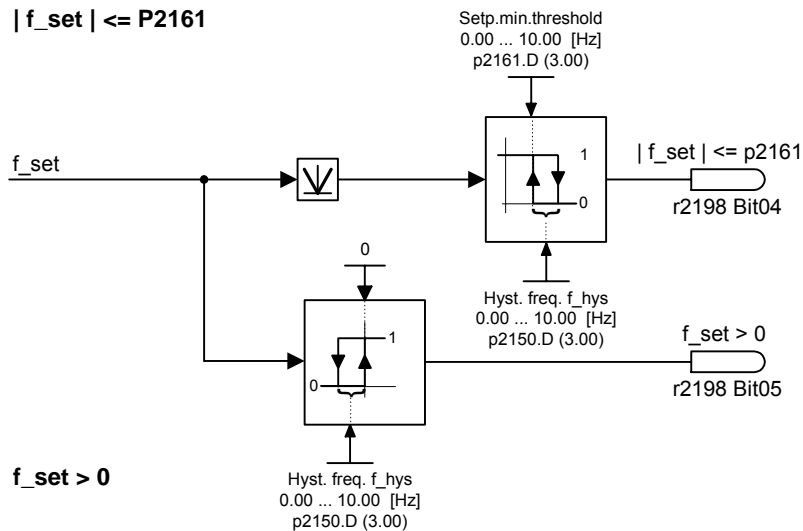 | f_set | <= P2161
Setp.min.threshold
0.00 ... 10.00 [Hz]
p2161.D (3.00)
f_set
1
0
| f_set | <= p2161
r2198 Bit04
0
Hyst. freq. f_hys
0.00 ... 10.00 [Hz]
p2150.D (3.00)
1
0
f_set > 0
r2198 Bit05
f_set > 0
Hyst. freq. f_hys
0.00 ... 10.00 [Hz]
p2150.D (3.00)